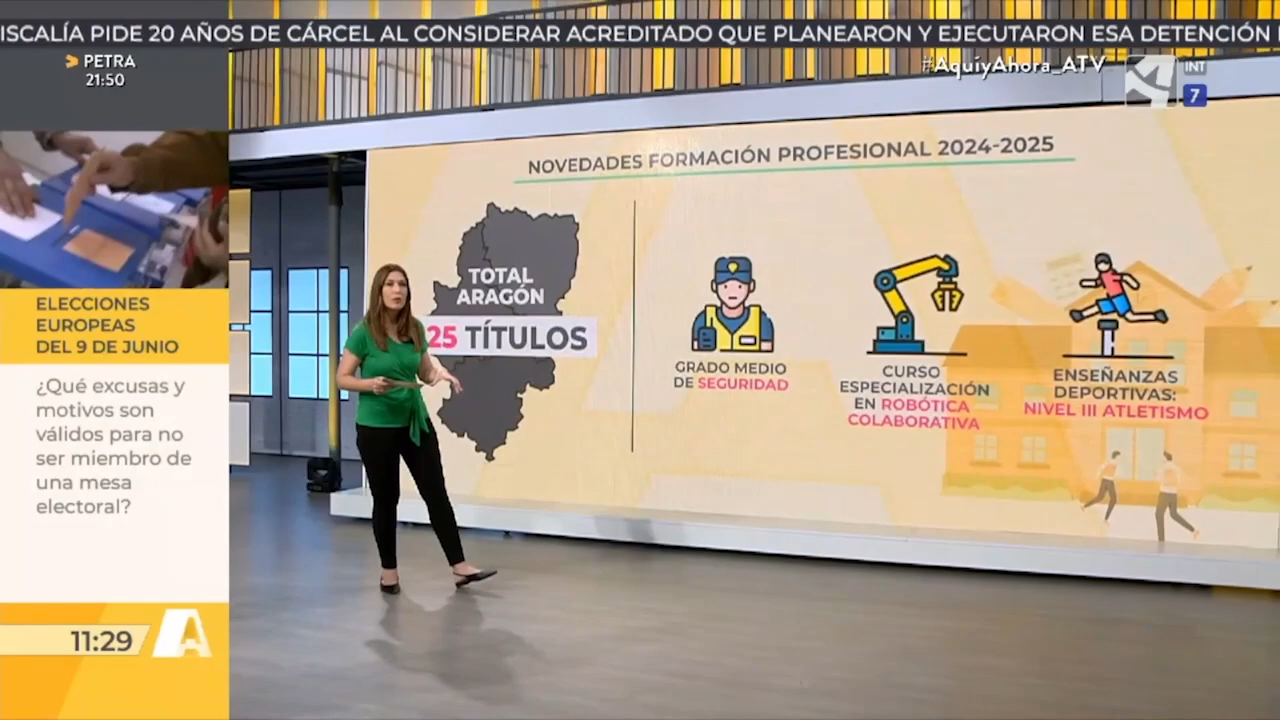 ISCALÍA PIDE 20 AÑOS DE CÁRCEL AL CONSIDERAR ACREDITADO QUE PLANEARON Y EJECUTARON ESA DETENCIÓN
PETRA
21:50
#AquiyAhora_ATV
INT
7
ELECCIONES
EUROPEAS
DEL 9 DE JUNIO
¿Qué excusas y
motivos son
válidos para no
ser miembro de
una mesa
electoral?
11:29
NOVEDADES FORMACIÓN PROFESIONAL 2024-2025
TOTAL
ARAGÓN
25 TÍTULOS
GRADO MEDIO
DE SEGURIDAD
CURSO
ESPECIALIZACIÓN
EN ROBÓTICA
COLABORATIVA
ENSEÑANZAS
DEPORTIVAS:
NIVEL III ATLETISMO